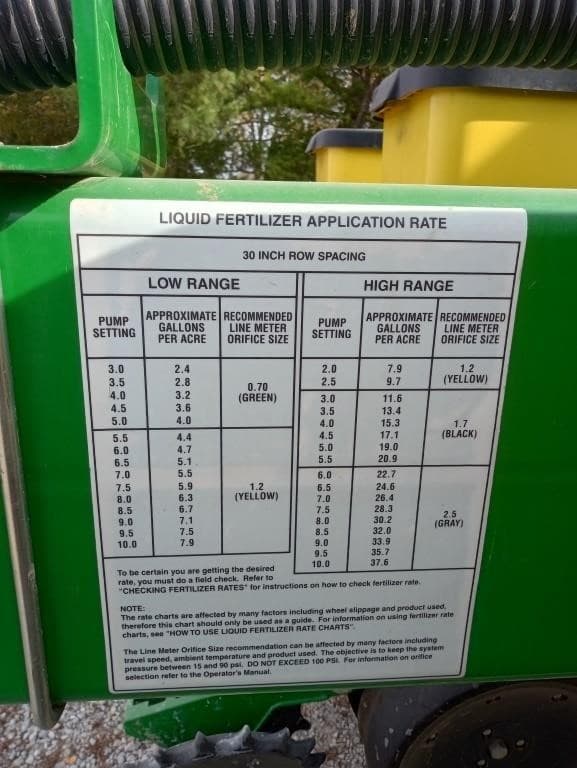 LIQUID FERTILIZER APPLICATION RATE
30 INCH ROW SPACING
LOW RANGE
PUMP SETTING APPROXIMATE GALLONS PER ACRE RECOMMENDED LINE METER ORIFICE SIZE
3.0 2.4
3.5 2.8
0.70
4.0 3.2 (GREEN)
4.5 3.6
5.0 4.0
5.5 4.4
6.0 4.7
6.5 5.1
7.0 5.5
7.5 5.9 1.2
8.0 6.3 (YELLOW)
8.5 6.7
9.0 7.1
9.5 7.5
10.0 7.9
HIGH RANGE
PUMP SETTING APPROXIMATE GALLONS PER ACRE RECOMMENDED LINE METER ORIFICE SIZE
2.0 7.9 1.2
2.5 9.7 (YELLOW)
3.0 11.6
3.5 13.4
4.0 15.3 1.7
4.5 17.1 (BLACK)
5.0 19.0
5.5 20.9
6.0 22.7
6.5 24.6
7.0 26.4
7.5 28.3 2.5
8.0 30.2 (GRAY)
8.5 32.0
9.0 33.9
9.5 35.7
10.0 37.6
To be certain you are getting the desired
rate, you must do a field check. Refer to
"CHECKING FERTILIZER RATES" for instructions on how to check fertilizer rate.
NOTE:
The rate charts are affected by many factors including wheel slippage and product used,
therefore this chart should only be used as a guide. For information on using fertilizer rate
charts, see "HOW TO USE LIQUID FERTILIZER RATE CHARTS".
The Line Meter Orifice Size recommendation can be affected by many factors including
travel speed, ambient temperature and product used. The objective is to keep the system
pressure between 15 and 90 psi. DO NOT EXCEED 100 PSI. For information on orifice
selection refer to the Operator's Manual.